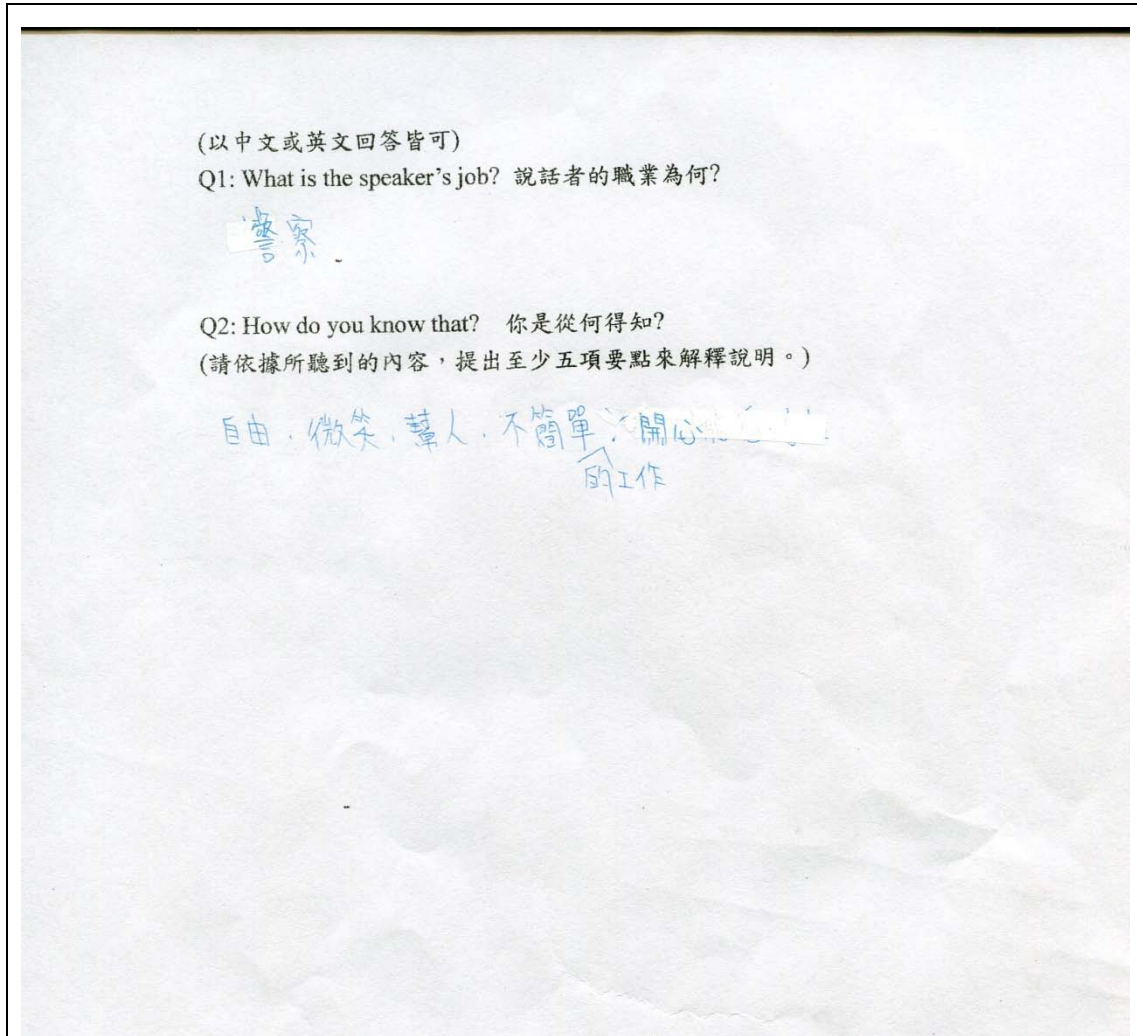 (以中文或英文回答皆可)
Q1: What is the speaker's job? 說話者的職業為何?
警察
Q2: How do you know that? 你是從何得知?
(請依據所聽到的內容，提出至少五項要點來解釋說明。)
自由、微笑、幫人、不簡單的工作、開心